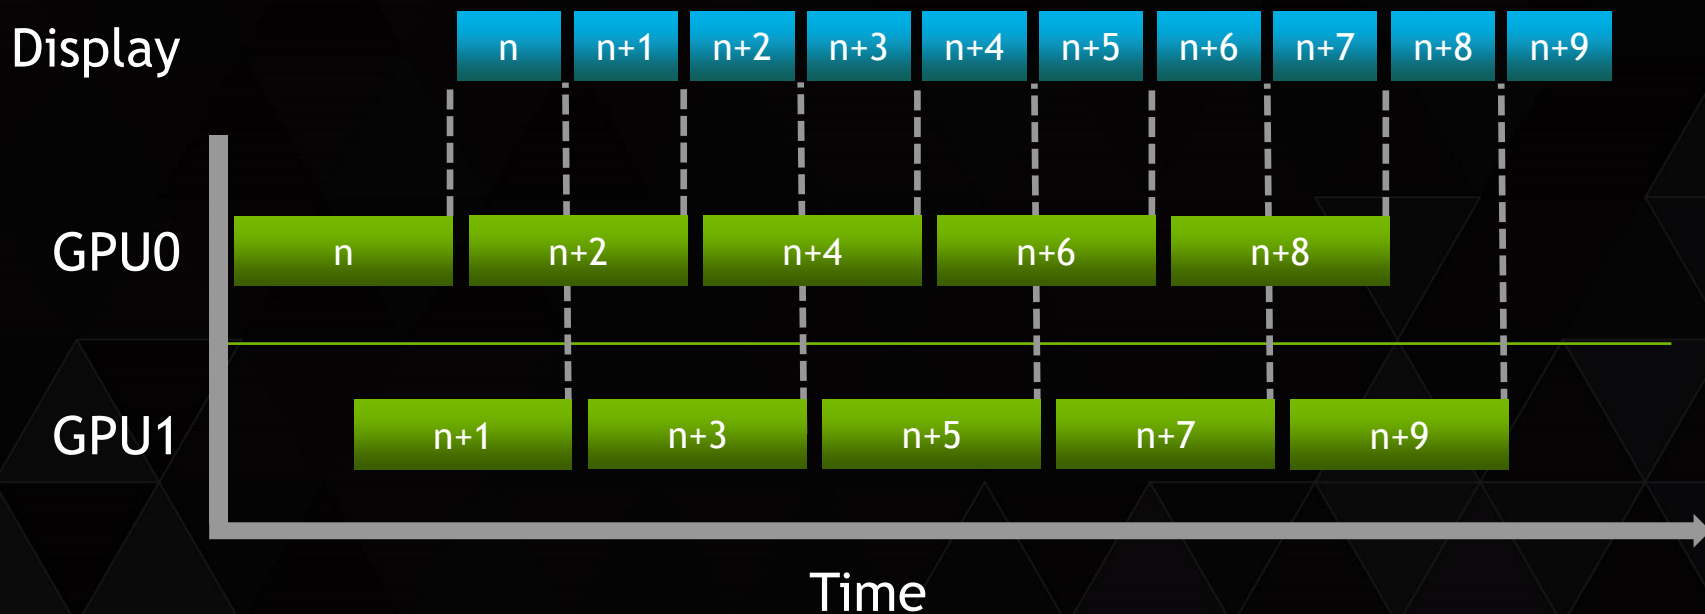 Display n n+1 n+2 n+3 n+4 n+5 n+6 n+7 n+8 n+9
GPU0 n n+2 n+4 n+6 n+8
GPU1 n+1 n+3 n+5 n+7 n+9
Time